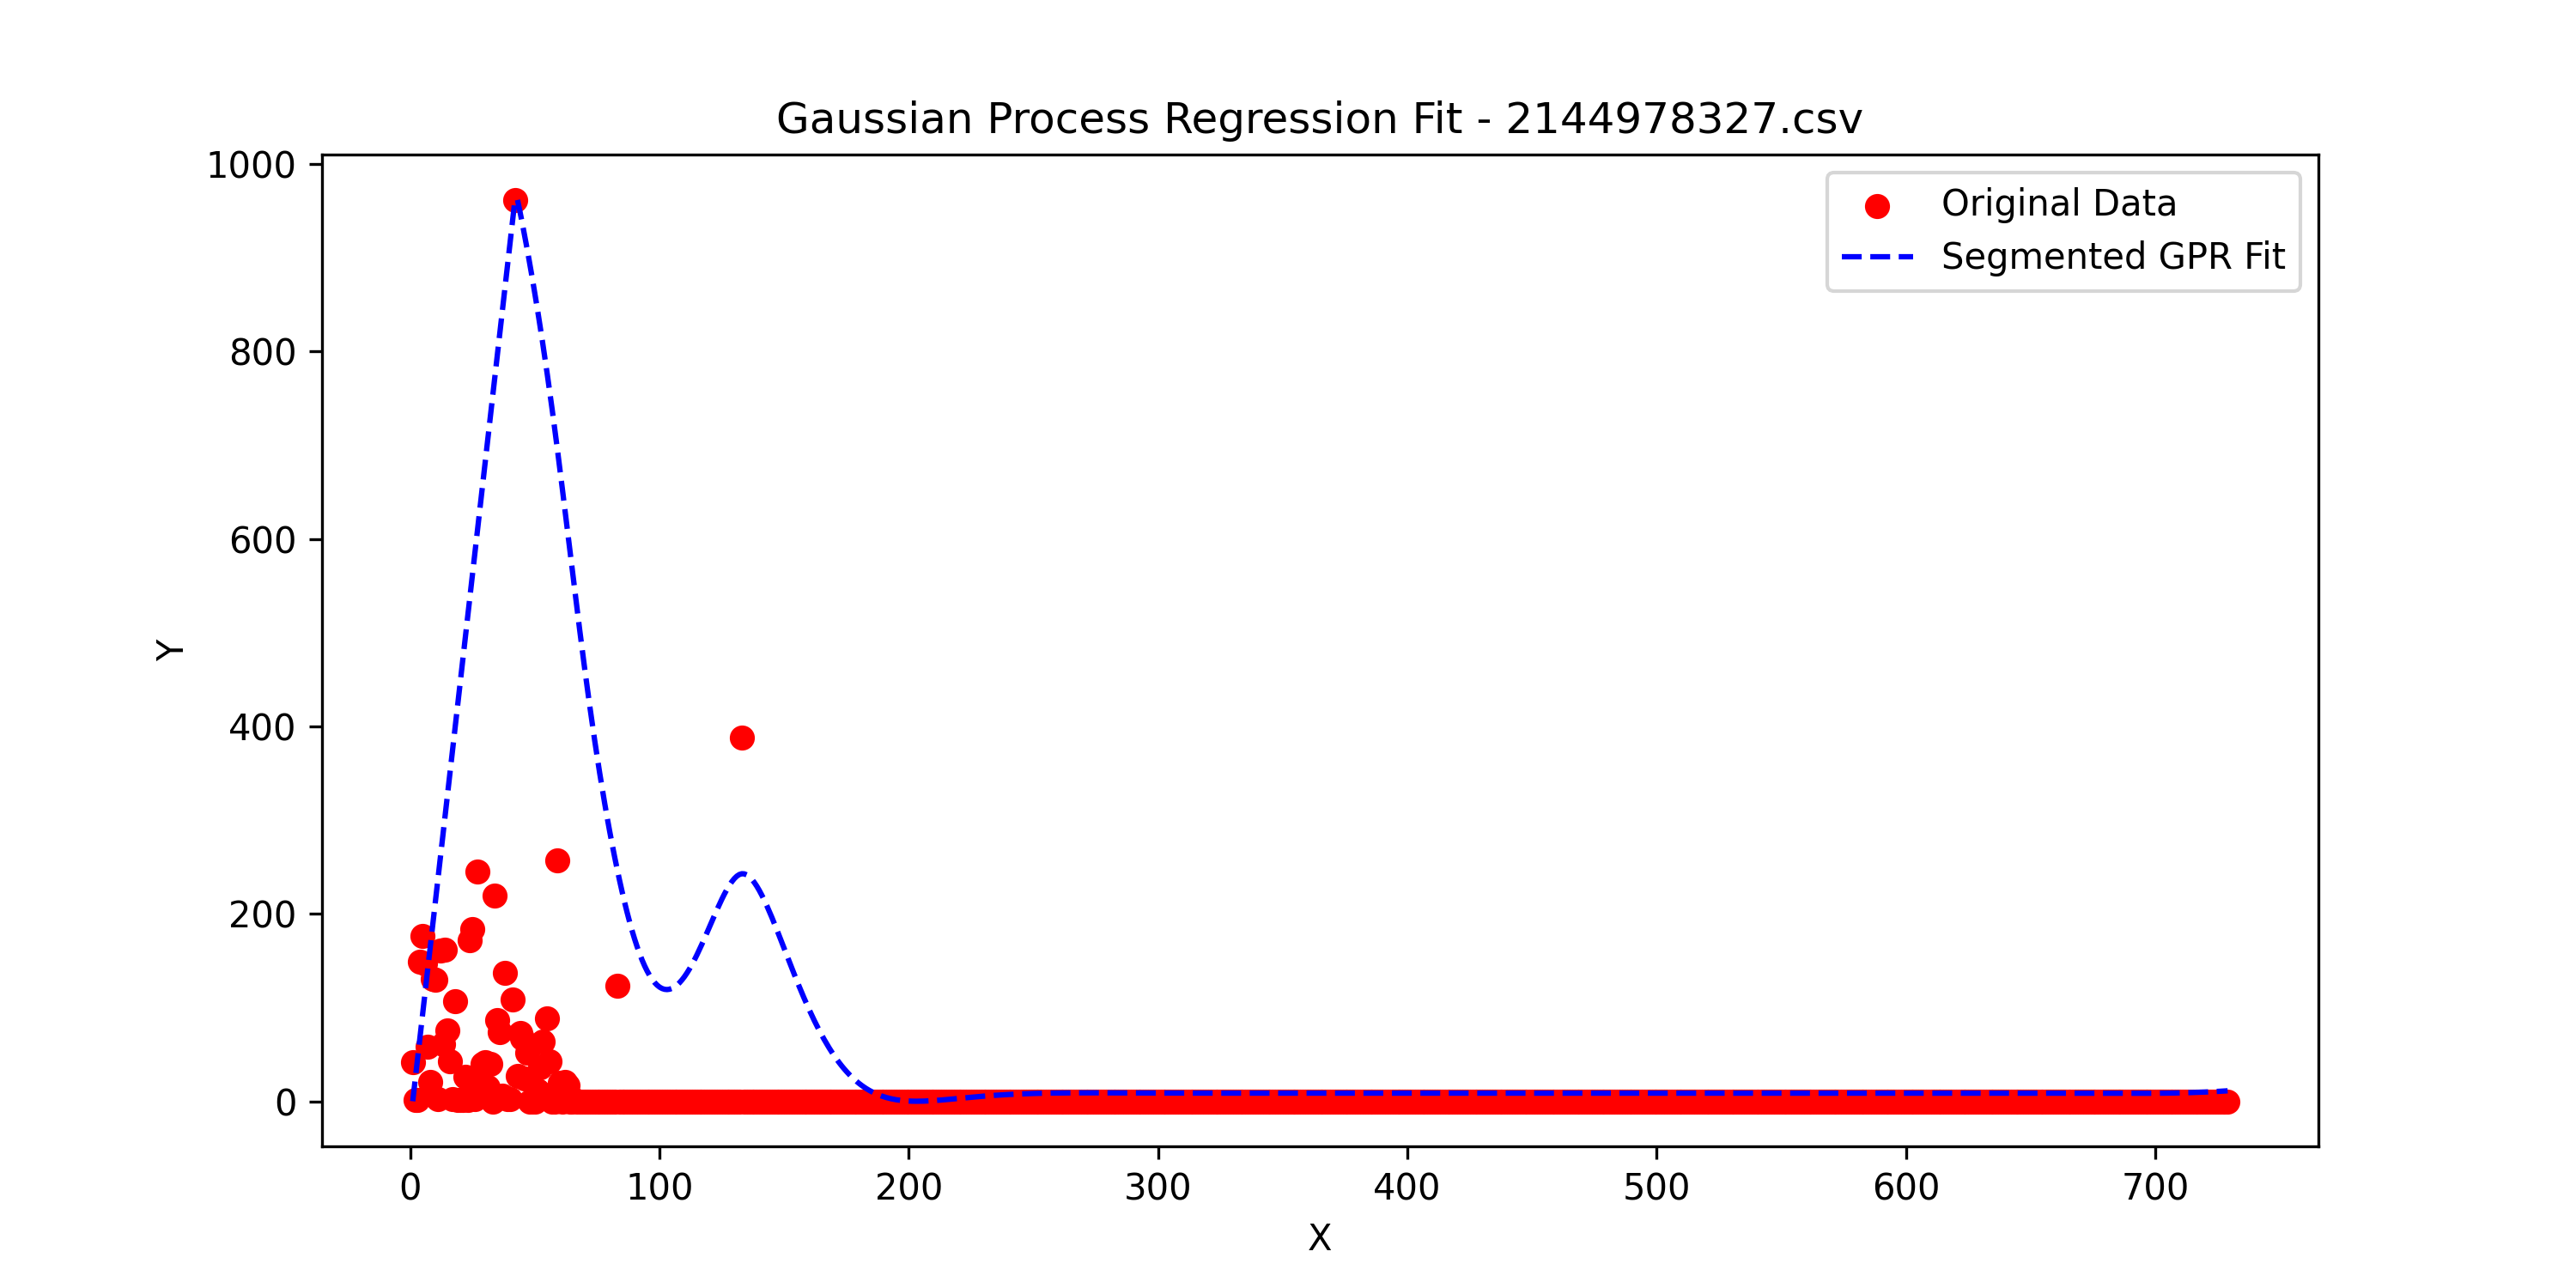 Gaussian Process Regression Fit - 2144978327.csv
1000
800
600
400
200
0
Y
Original Data
Segmented GPR Fit
0 100 200 300 400 500 600 700
X